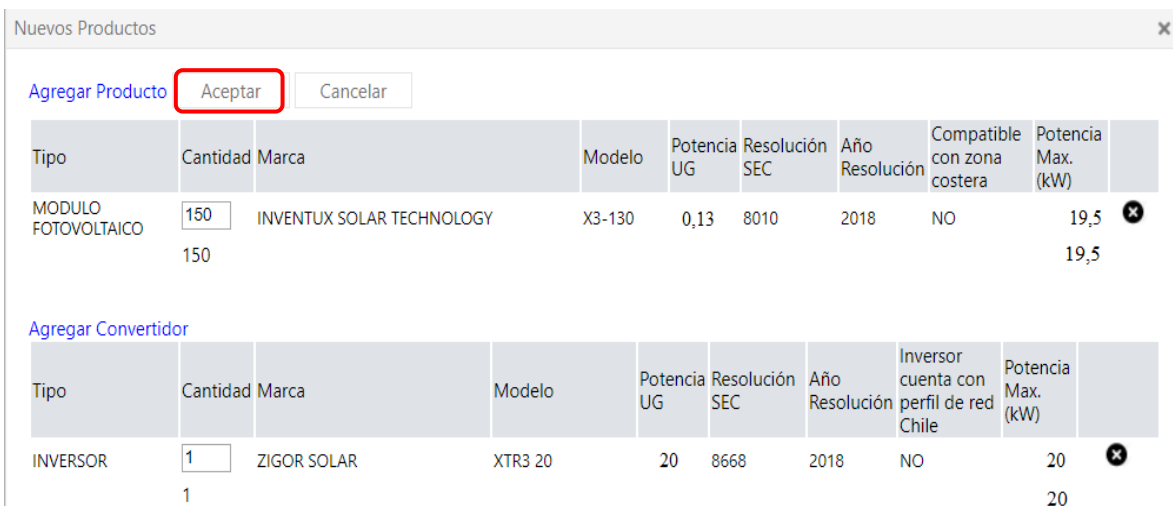 Nuevos Productos
Agregar Producto Aceptar Cancelar
Tipo Cantidad Marca Modelo Potencia UG Resolución SEC Año Resolución Compatible con zona costera Potencia Max. (kW)
MODULO FOTOVOLTAICO 150 INVENTUX SOLAR TECHNOLOGY X3-130 0,13 8010 2018 NO 19,5
150 19,5
Agregar Convertidor
Tipo Cantidad Marca Modelo Potencia UG Resolución SEC Año Resolución Inversor cuenta con perfil de red Chile Potencia Max. (kW)
INVERSOR 1 ZIGOR SOLAR XTR3 20 20 8668 2018 NO 20
1 20